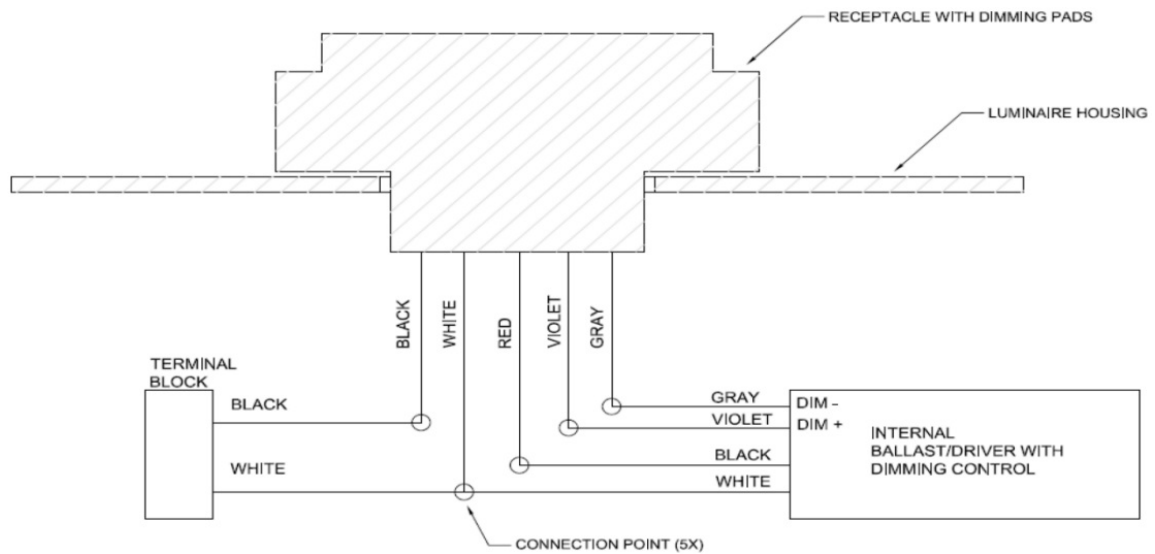 RECEPTACLE WITH DIMMING PADS
LUMINAIRE HOUSING
BLACK
WHITE
RED
VIOLET
GRAY
TERMINAL
BLOCK
BLACK
WHITE
GRAY
VIOLET
BLACK
WHITE
DIM -
DIM +
INTERNAL
BALLAST/DRIVER WITH
DIMMING CONTROL
CONNECTION POINT (5X)